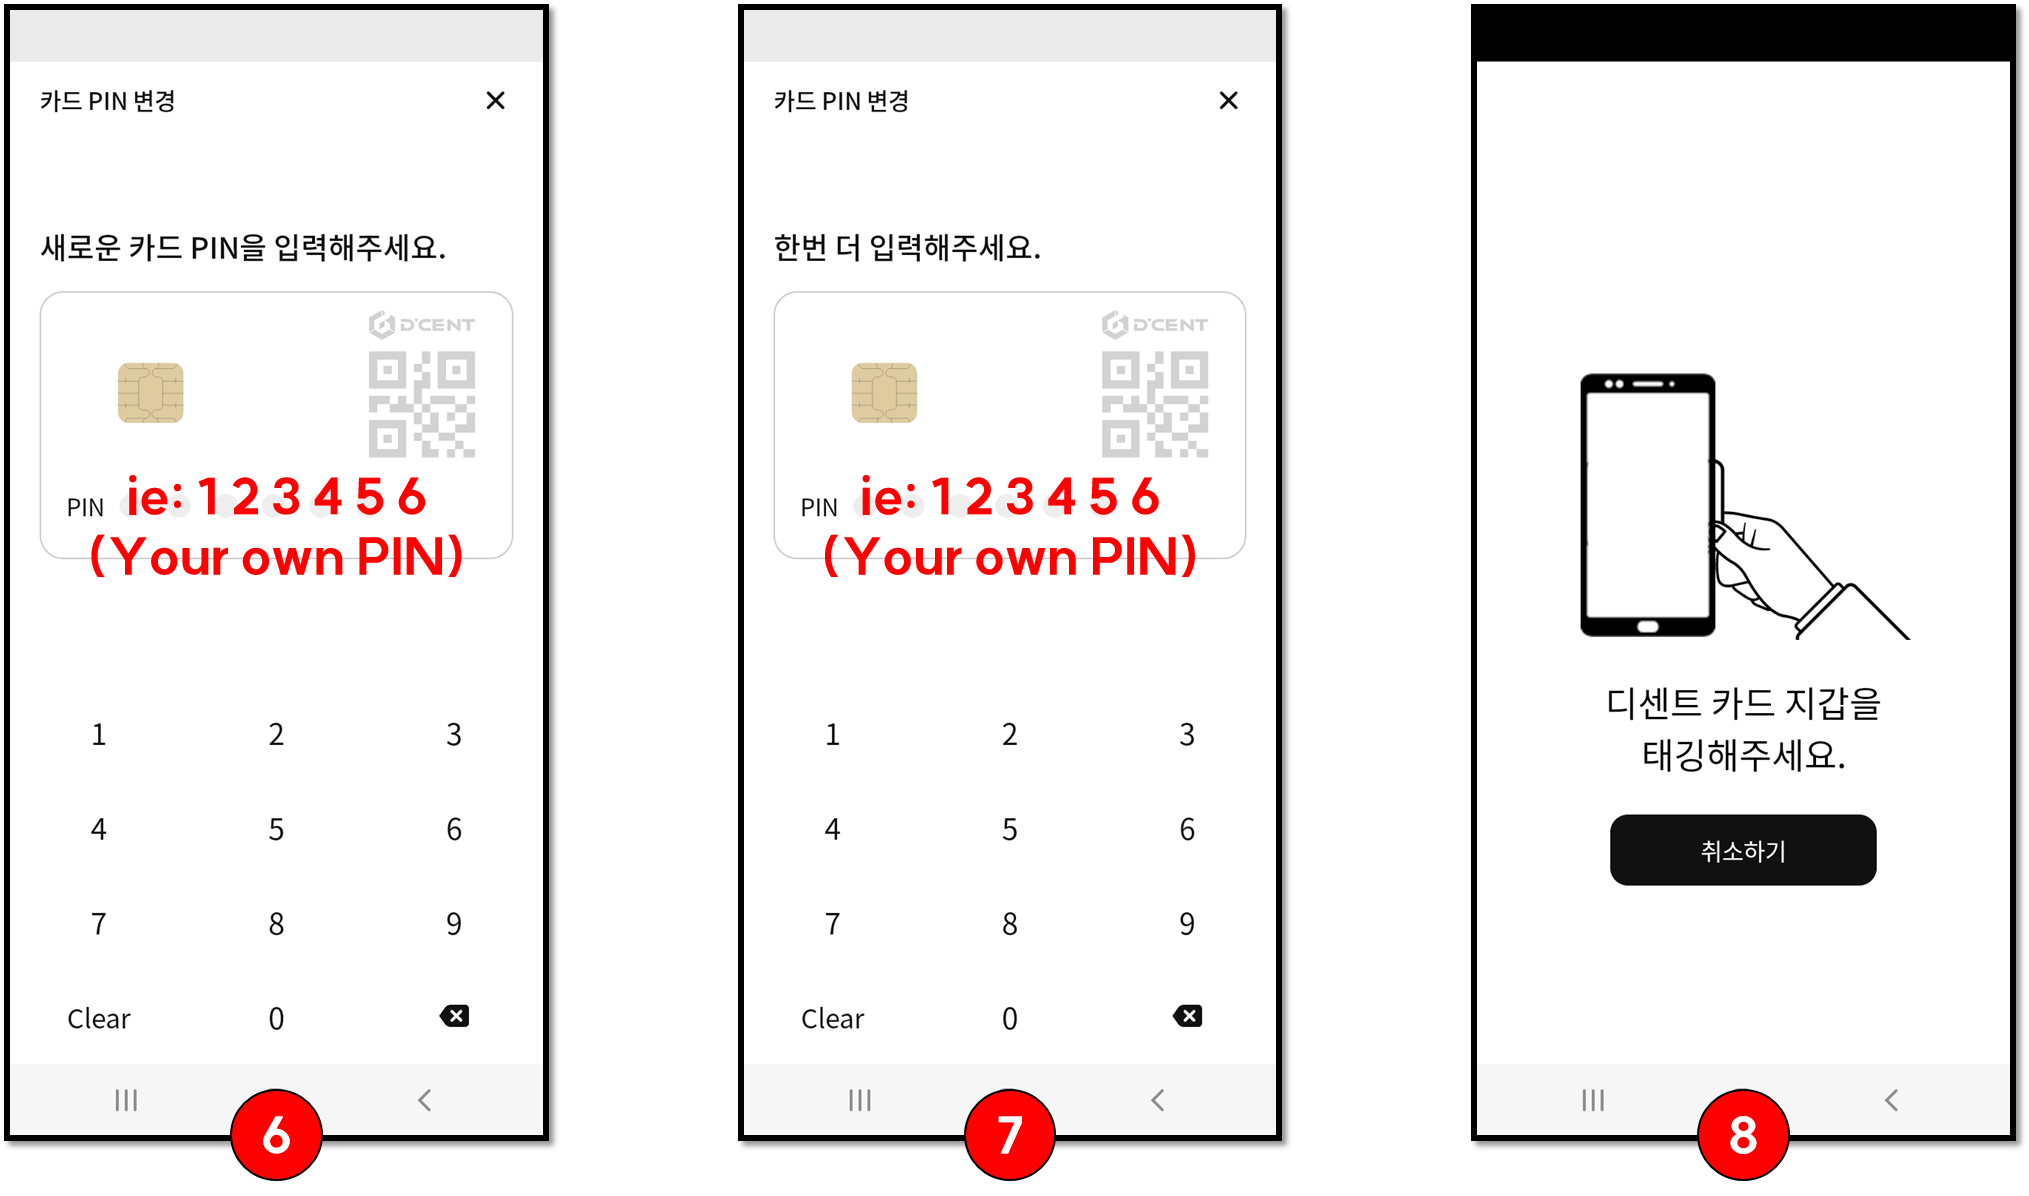 카드 PIN 변경
새로운 카드 PIN을 입력해주세요.
D'CENT
PIN ie: 1 2 3 4 5 6
(Your own PIN)
1 2 3
4 5 6
7 8 9
Clear 0
6
카드 PIN 변경
한번 더 입력해주세요.
D'CENT
PIN ie: 1 2 3 4 5 6
(Your own PIN)
1 2 3
4 5 6
7 8 9
Clear 0
7
디센트 카드 지갑을
태깅해주세요.
취소하기
8